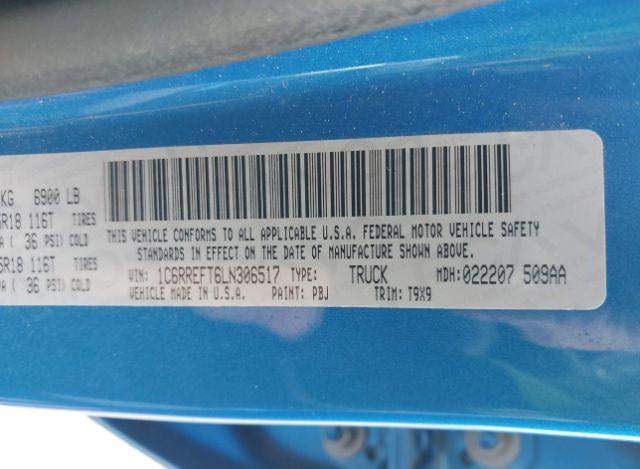 KG 6900 LB
R18 116T TIRES
A ( 36 PSI) COLD
5R18 116T TIRES
A ( 36 PSI) COLD
THIS VEHICLE CONFORMS TO ALL APPLICABLE U.S.A. FEDERAL MOTOR VEHICLE SAFETY
STANDARDS IN EFFECT ON THE DATE OF MANUFACTURE SHOWN ABOVE.
VIN: 1C6RREFT6LN306517 TYPE: TRUCK MDH: 022207 509AA
VEHICLE MADE IN U.S.A. PAINT: PBJ TRIM: T9X9